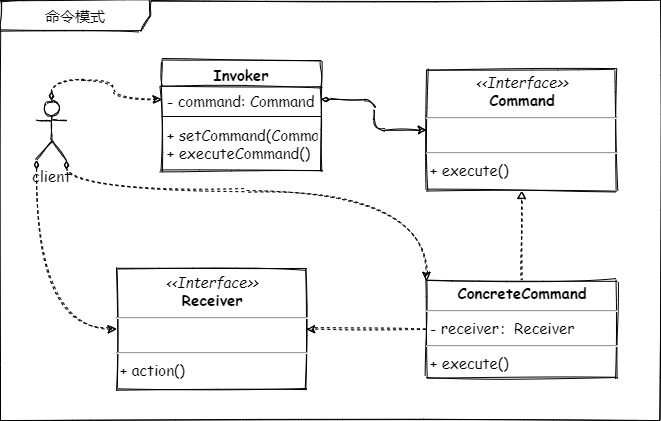 命令模式
Invoker
- command: Command
+ setCommand(Comma
+ executeCommand()
<<Interface>>
Command
+ execute()
client
<<Interface>>
Receiver
+ action()
ConcreteCommand
- receiver: Receiver
+ execute()